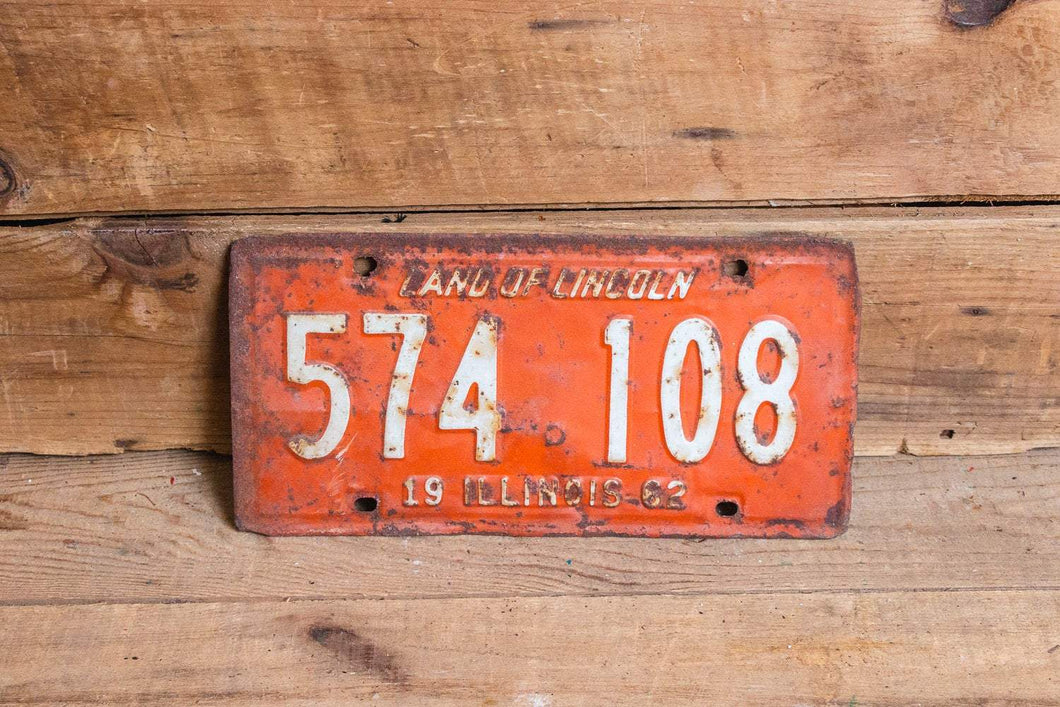 LAND OF LINCOLN
574 108
19 ILLINOIS 62